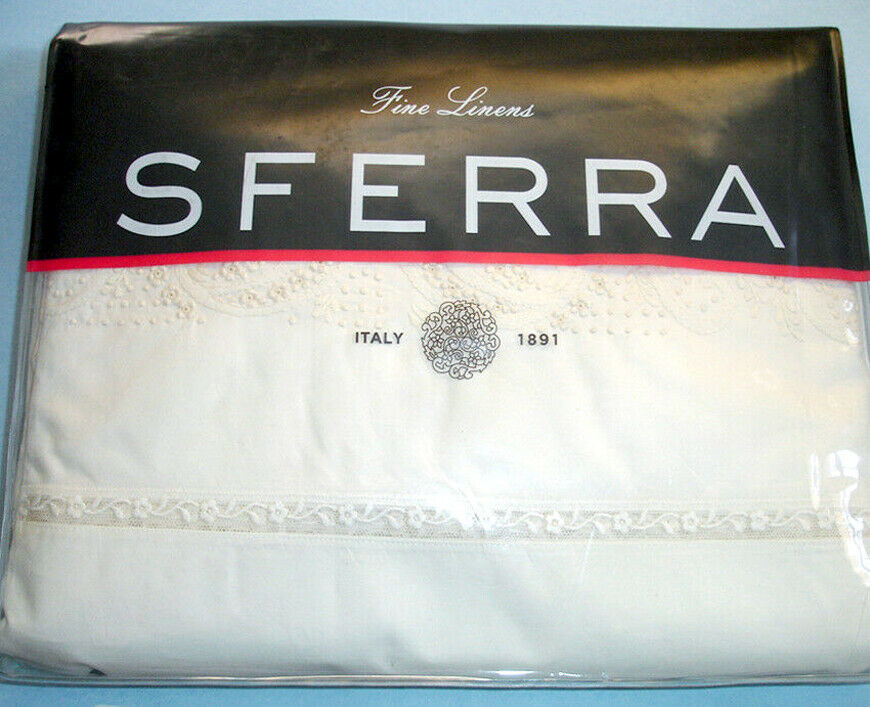 Fine Linens
SFERRA
ITALY 1891